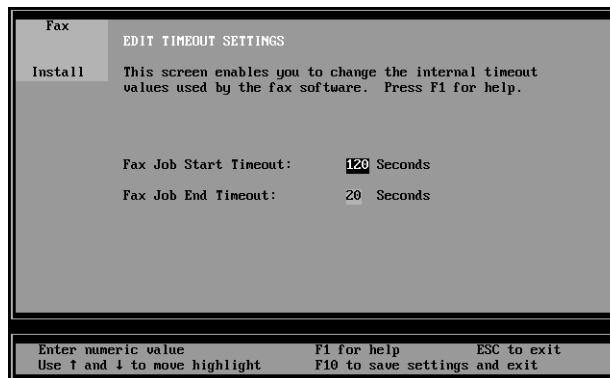 Fax
Install
EDIT TIMEOUT SETTINGS
This screen enables you to change the internal timeout
values used by the fax software. Press F1 for help.
Fax Job Start Timeout: 120 Seconds
Fax Job End Timeout: 20 Seconds
Enter numeric value F1 for help ESC to exit
Use ↑ and ↓ to move highlight F10 to save settings and exit